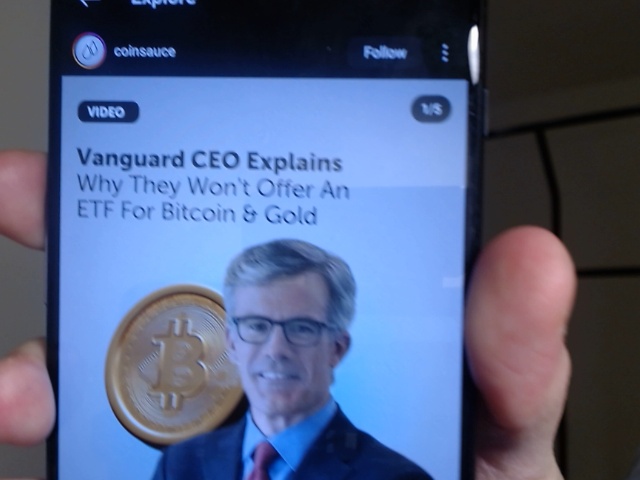 Explore
coinsauce
Follow
VIDEO
1/5
Vanguard CEO Explains
Why They Won't Offer An
ETF For Bitcoin & Gold